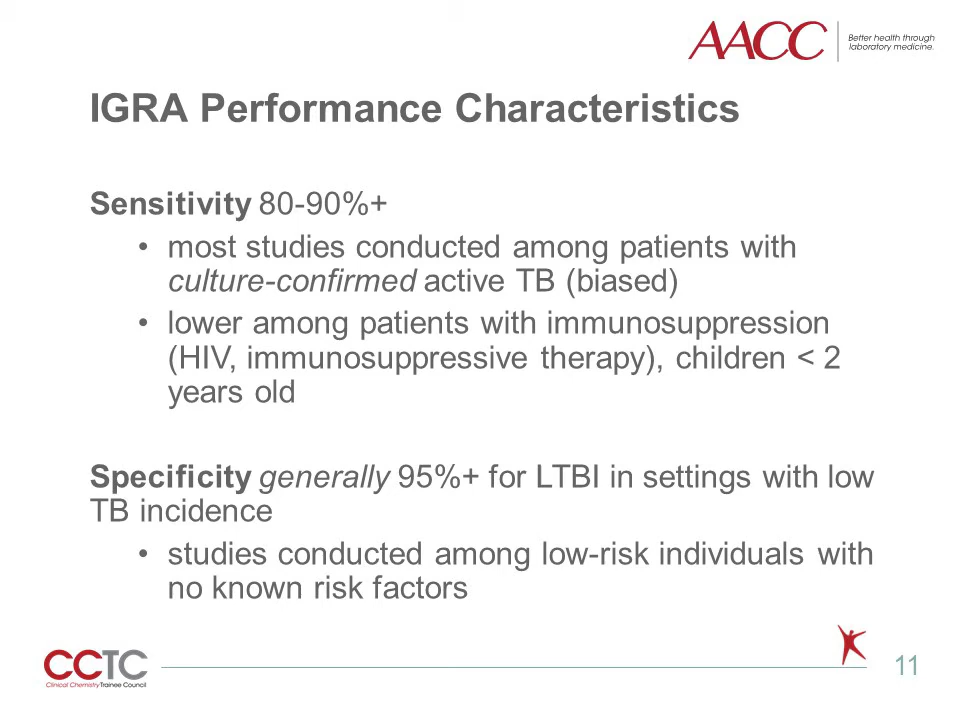 AACC
Better health through
laboratory medicine.
IGRA Performance Characteristics
Sensitivity 80-90%+
• most studies conducted among patients with
culture-confirmed active TB (biased)
• lower among patients with immunosuppression
(HIV, immunosuppressive therapy), children < 2
years old
Specificity generally 95%+ for LTBI in settings with low
TB incidence
• studies conducted among low-risk individuals with
no known risk factors
CCTC
Clinical Chemistry Trainee Council
11